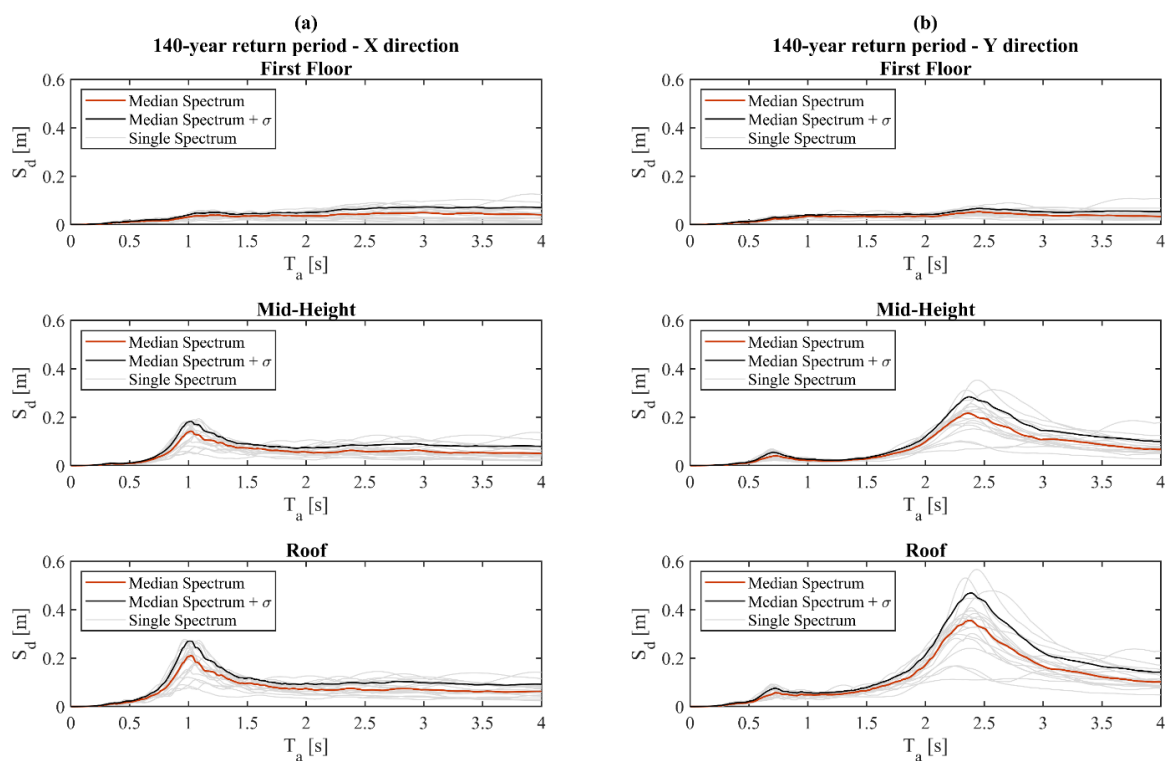 (a)
140-year return period - X direction
First Floor
0.6
0.4
0.2
0
S_d [m]
Median Spectrum
Median Spectrum + σ
Single Spectrum
0 0.5 1 1.5 2 2.5 3 3.5 4
T_a [s]
Mid-Height
0.6
0.4
0.2
0
S_d [m]
Median Spectrum
Median Spectrum + σ
Single Spectrum
0 0.5 1 1.5 2 2.5 3 3.5 4
T_a [s]
Roof
0.6
0.4
0.2
0
S_d [m]
Median Spectrum
Median Spectrum + σ
Single Spectrum
0 0.5 1 1.5 2 2.5 3 3.5 4
T_a [s]
(b)
140-year return period - Y direction
First Floor
0.6
0.4
0.2
0
S_d [m]
Median Spectrum
Median Spectrum + σ
Single Spectrum
0 0.5 1 1.5 2 2.5 3 3.5 4
T_a [s]
Mid-Height
0.6
0.4
0.2
0
S_d [m]
Median Spectrum
Median Spectrum + σ
Single Spectrum
0 0.5 1 1.5 2 2.5 3 3.5 4
T_a [s]
Roof
0.6
0.4
0.2
0
S_d [m]
Median Spectrum
Median Spectrum + σ
Single Spectrum
0 0.5 1 1.5 2 2.5 3 3.5 4
T_a [s]